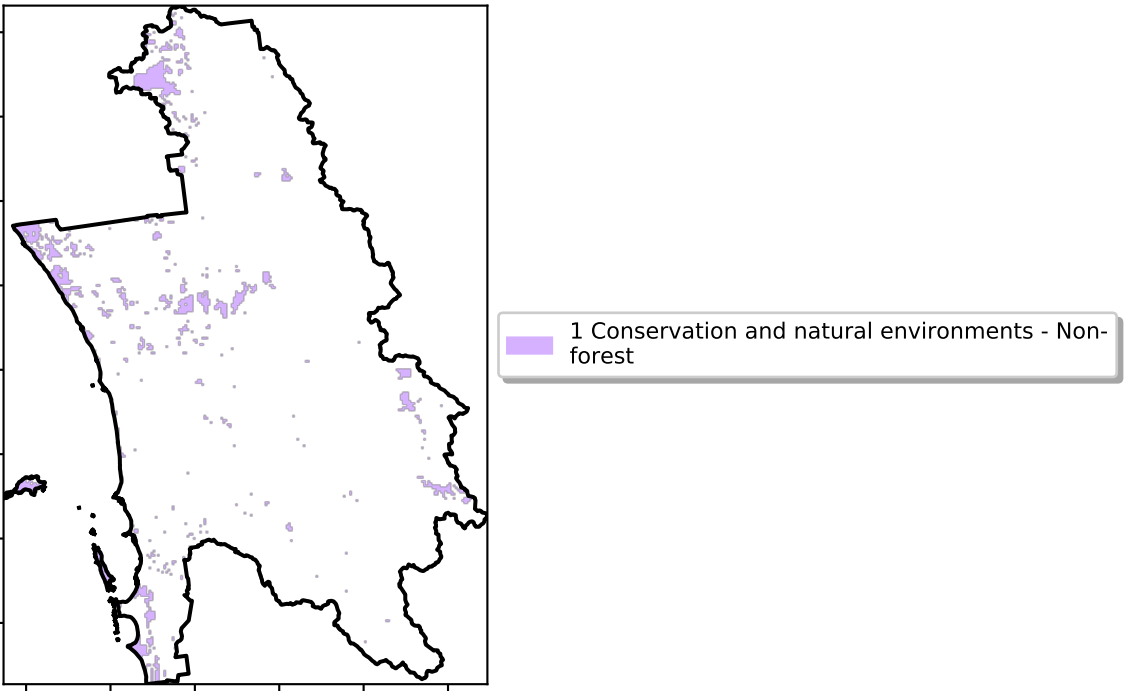 1 Conservation and natural environments - Non-
forest